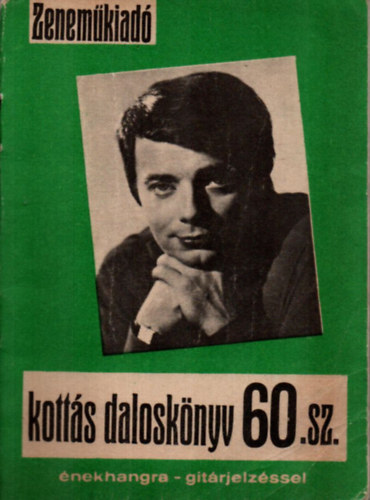 Zeneműkiadó
kottás daloskönyv 60.sz.
énekhangra - gitárjelzéssel